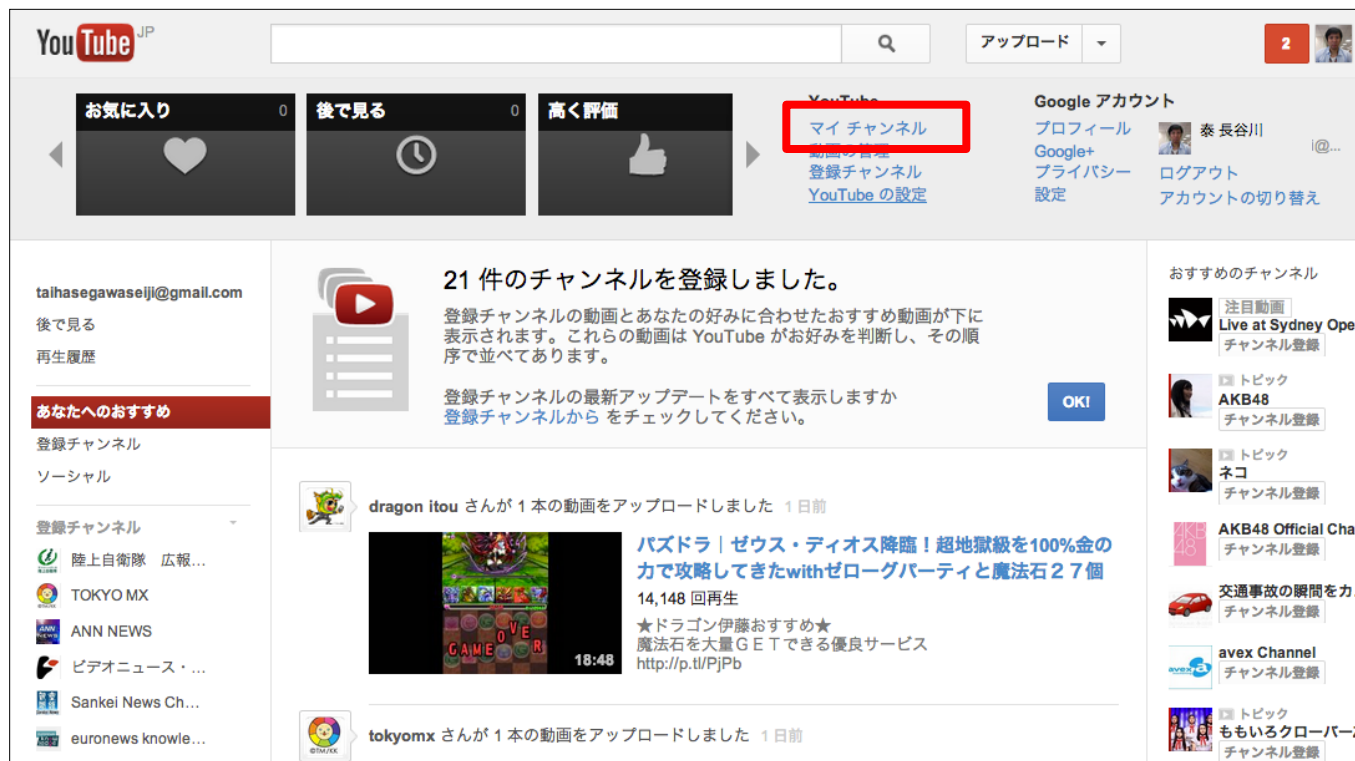 YouTube JP
アップロード
2
お気に入り 0
後で見る 0
高く評価
YouTube
マイ チャンネル
動画の管理
登録チャンネル
YouTube の設定
Google アカウント
プロフィール
Google+
プライバシー
設定
泰 長谷川
i@...
ログアウト
アカウントの切り替え
taihasegawaseiji@gmail.com
後で見る
再生履歴
あなたへのおすすめ
登録チャンネル
ソーシャル
登録チャンネル
陸上自衛隊 広報...
TOKYO MX
ANN NEWS
ビデオニュース・...
Sankei News Ch...
euronews knowle...
21 件のチャンネルを登録しました。
登録チャンネルの動画とあなたの好みに合わせたおすすめ動画が下に
表示されます。これらの動画は YouTube がお好みを判断し、その順
序で並べてあります。
登録チャンネルの最新アップデートをすべて表示しますか
登録チャンネルから をチェックしてください。
OK!
dragon itou さんが 1 本の動画をアップロードしました 1 日前
GAME OVER
18:48
パズドラ｜ゼウス・ディオス降臨！超地獄級を100%金の
力で攻略してきたwithゼローグパーティと魔法石２７個
14,148 回再生
★ドラゴン伊藤おすすめ★
魔法石を大量ＧＥＴできる優良サービス
http://p.tl/PjPb
©TM/KK
tokyomx さんが 1 本の動画をアップロードしました 1 日前
おすすめのチャンネル
注目動画
Live at Sydney Ope
チャンネル登録
トピック
AKB48
チャンネル登録
トピック
ネコ
チャンネル登録
AKB48
AKB48 Official Cha
チャンネル登録
交通事故の瞬間をカ
チャンネル登録
avex
avex Channel
チャンネル登録
トピック
ももいろクローバーZ
チャンネル登録